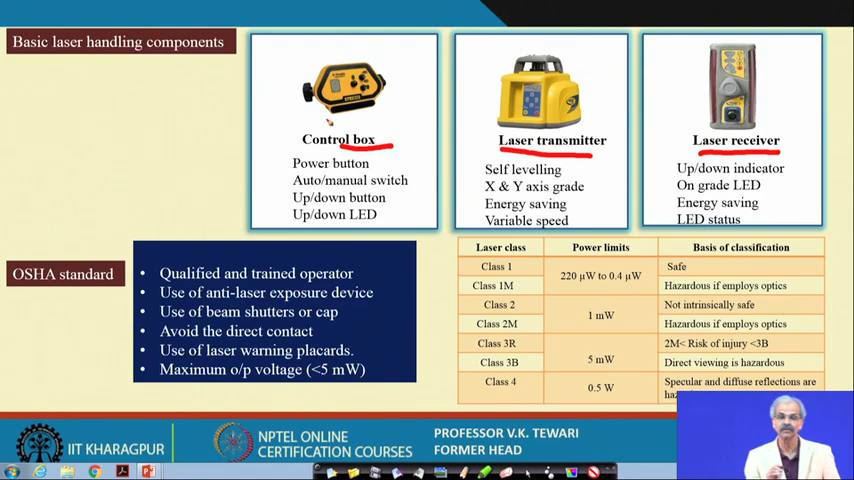 Basic laser handling components
Control box
Power button
Auto/manual switch
Up/down button
Up/down LED
Laser transmitter
Self levelling
X & Y axis grade
Energy saving
Variable speed
Laser receiver
Up/down indicator
On grade LED
Energy saving
LED status
OSHA standard
• Qualified and trained operator
• Use of anti-laser exposure device
• Use of beam shutters or cap
• Avoid the direct contact
• Use of laser warning placards.
• Maximum o/p voltage (<5 mW)
Laser class Power limits Basis of classification
Class 1 220 µW to 0.4 µW Safe
Class 1M Hazardous if employs optics
Class 2 1 mW Not intrinsically safe
Class 2M Hazardous if employs optics
Class 3R 5 mW 2M< Risk of injury <3B
Class 3B Direct viewing is hazardous
Class 4 0.5 W Specular and diffuse reflections are
IIT KHARAGPUR
NPTEL ONLINE
CERTIFICATION COURSES
PROFESSOR V.K. TEWARI
FORMER HEAD